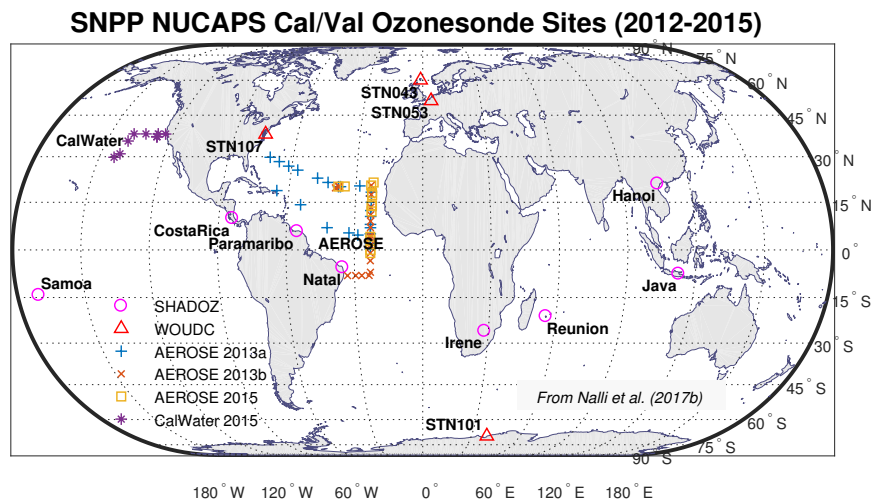 SNPP NUCAPS Cal/Val Ozonesonde Sites (2012-2015)
90° N
75° N
60° N
STN043
STN053
45° N
CalWater
STN107
30° N
Hanoi
15° N
CostaRica
Paramaribo
AEROSE
0°
Natal
Java
Samoa
15° S
SHADOZ
WOUDC
Reunion
Irene
30° S
AEROSE 2013a
AEROSE 2013b
45° S
AEROSE 2015
From Nalli et al. (2017b)
CalWater 2015
STN101
60° S
75° S
90° S
180° W 120° W 60° W 0° 60° E 120° E 180° E